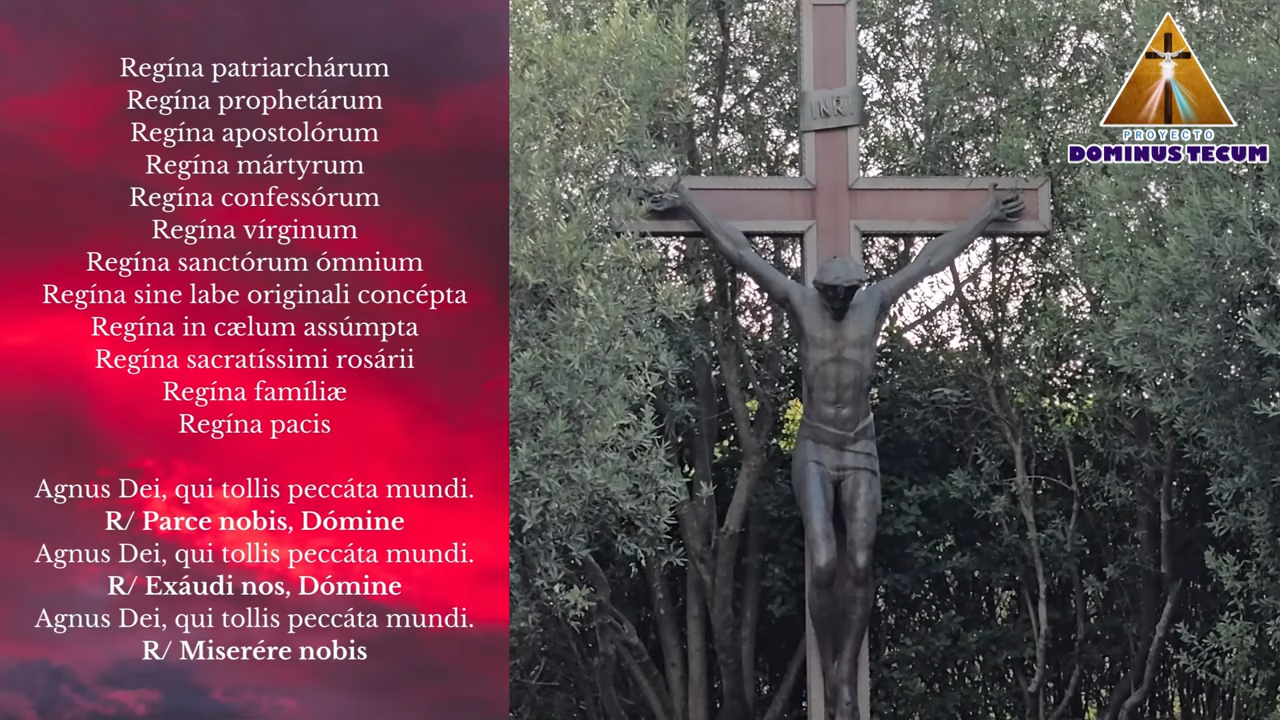 Regína patriarchárum
Regína prophetárum
Regína apostolórum
Regína mártyrum
Regína confessórum
Regína vírginum
Regína sanctórum ómnium
Regína sine labe originali concépta
Regína in cælum assúmpta
Regína sacratíssimi rosárii
Regína famíliæ
Regína pacis
Agnus Dei, qui tollis peccáta mundi.
R/ Parce nobis, Dómine
Agnus Dei, qui tollis peccáta mundi.
R/ Exáudi nos, Dómine
Agnus Dei, qui tollis peccáta mundi.
R/ Miserére nobis
INRI
PROYECTO
DOMINUS TECUM